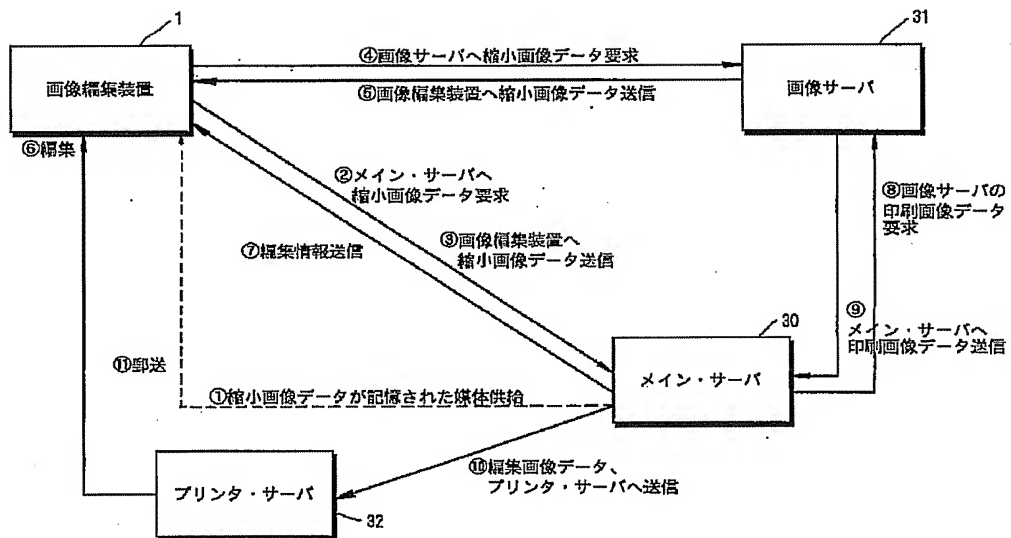 1
31
④画像サーバへ縮小画像データ要求
画像編集装置
画像サーバ
⑤画像編集装置へ縮小画像データ送信
⑥編集
②メイン・サーバへ
縮小画像データ要求
⑧画像サーバの
印刷画像データ
要求
③画像編集装置へ
縮小画像データ送信
⑦編集情報送信
30
⑨
メイン・サーバへ
印刷画像データ送信
⑪郵送
メイン・サーバ
①縮小画像データが記憶された媒体供給
⑩編集画像データ、
プリンタ・サーバへ送信
プリンタ・サーバ
32